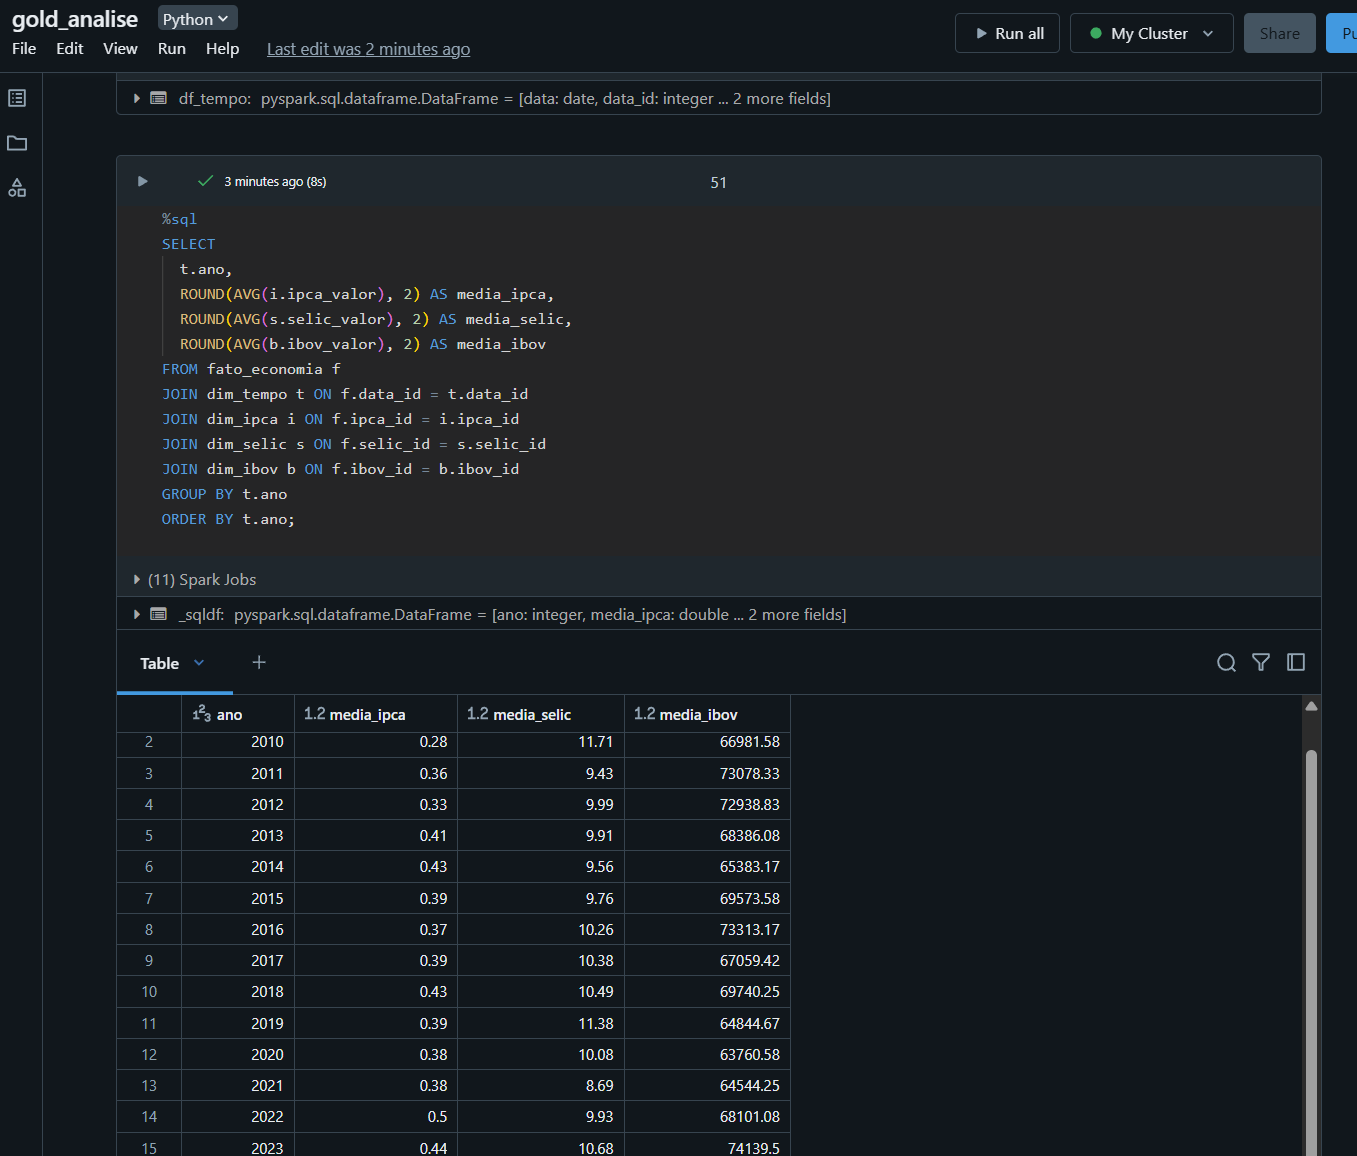 gold_analise Python
File Edit View Run Help Last edit was 2 minutes ago
Run all My Cluster Share Pu
df_tempo: pyspark.sql.dataframe.DataFrame = [data: date, data_id: integer ... 2 more fields]
3 minutes ago (8s) 51
%sql
SELECT
t.ano,
ROUND(AVG(i.ipca_valor), 2) AS media_ipca,
ROUND(AVG(s.selic_valor), 2) AS media_selic,
ROUND(AVG(b.ibov_valor), 2) AS media_ibov
FROM fato_economia f
JOIN dim_tempo t ON f.data_id = t.data_id
JOIN dim_ipca i ON f.ipca_id = i.ipca_id
JOIN dim_selic s ON f.selic_id = s.selic_id
JOIN dim_ibov b ON f.ibov_id = b.ibov_id
GROUP BY t.ano
ORDER BY t.ano;
(11) Spark Jobs
_sqldf: pyspark.sql.dataframe.DataFrame = [ano: integer, media_ipca: double ... 2 more fields]
Table +
123 ano 1.2 media_ipca 1.2 media_selic 1.2 media_ibov
2 2010 0.28 11.71 66981.58
3 2011 0.36 9.43 73078.33
4 2012 0.33 9.99 72938.83
5 2013 0.41 9.91 68386.08
6 2014 0.43 9.56 65383.17
7 2015 0.39 9.76 69573.58
8 2016 0.37 10.26 73313.17
9 2017 0.39 10.38 67059.42
10 2018 0.43 10.49 69740.25
11 2019 0.39 11.38 64844.67
12 2020 0.38 10.08 63760.58
13 2021 0.38 8.69 64544.25
14 2022 0.5 9.93 68101.08
15 2023 0.44 10.68 74139.5